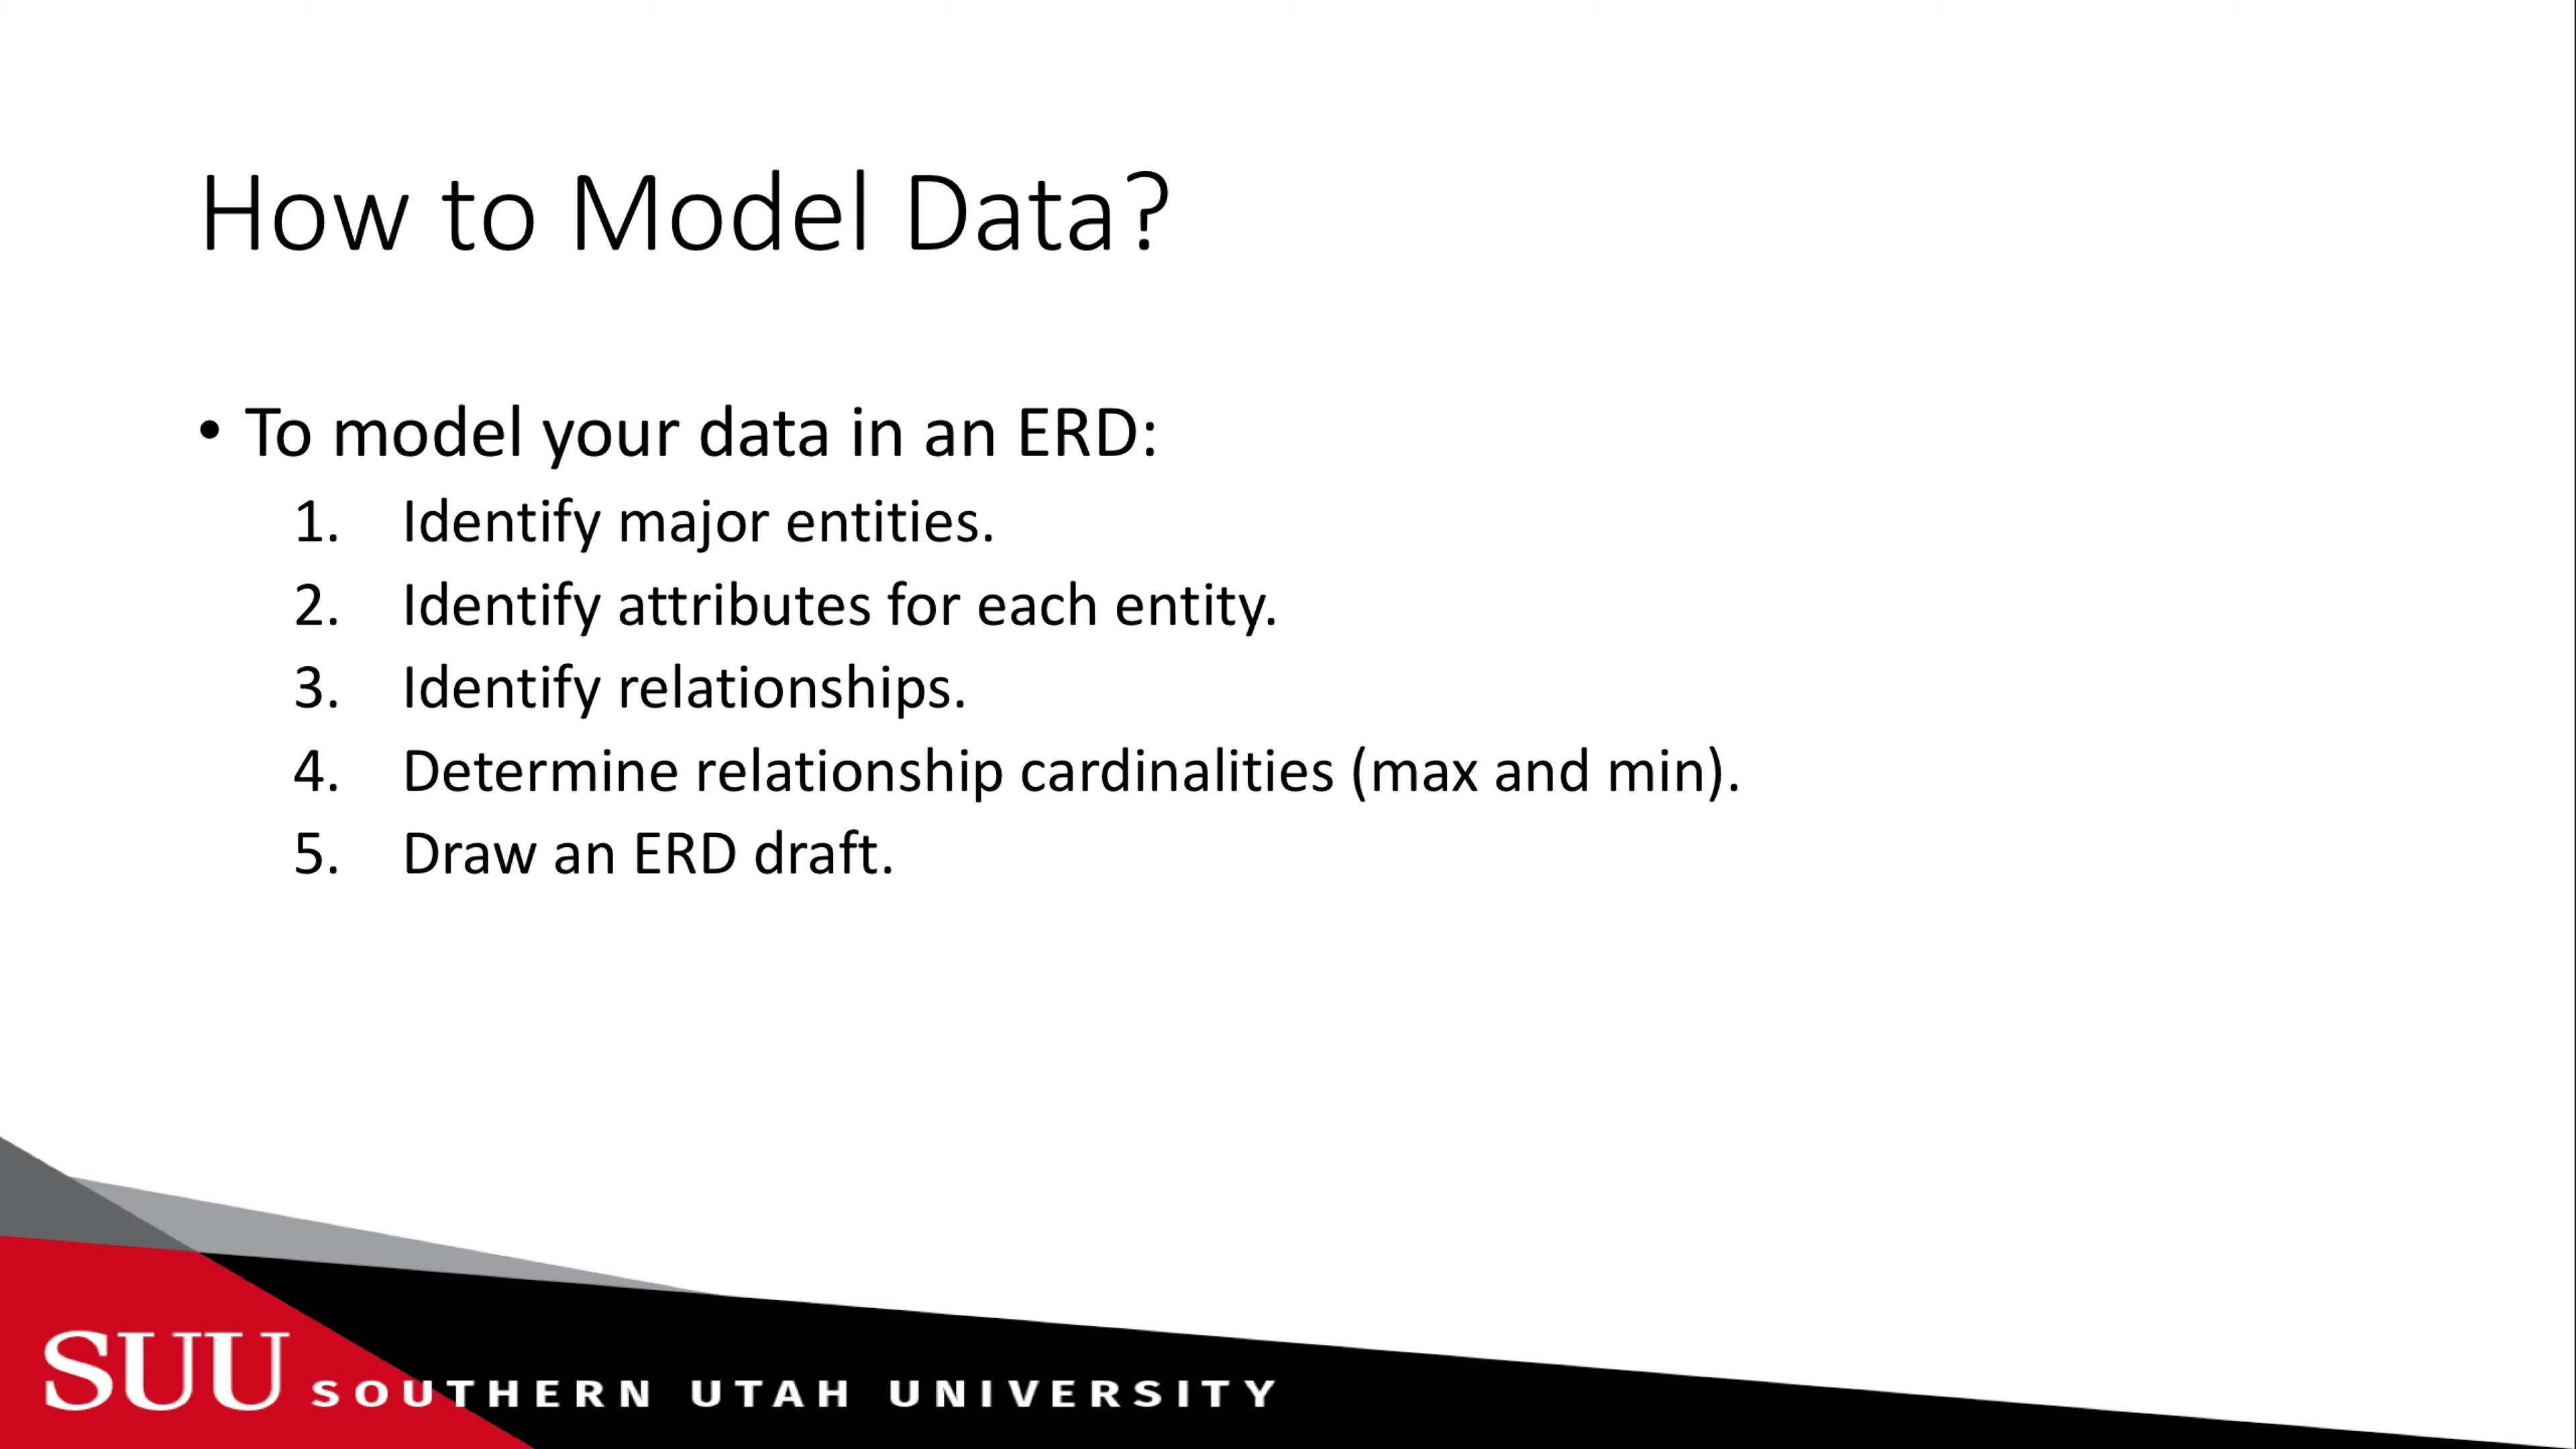 How to Model Data?
• To model your data in an ERD:
1. Identify major entities.
2. Identify attributes for each entity.
3. Identify relationships.
4. Determine relationship cardinalities (max and min).
5. Draw an ERD draft.
SUU SOUTHERN UTAH UNIVERSITY